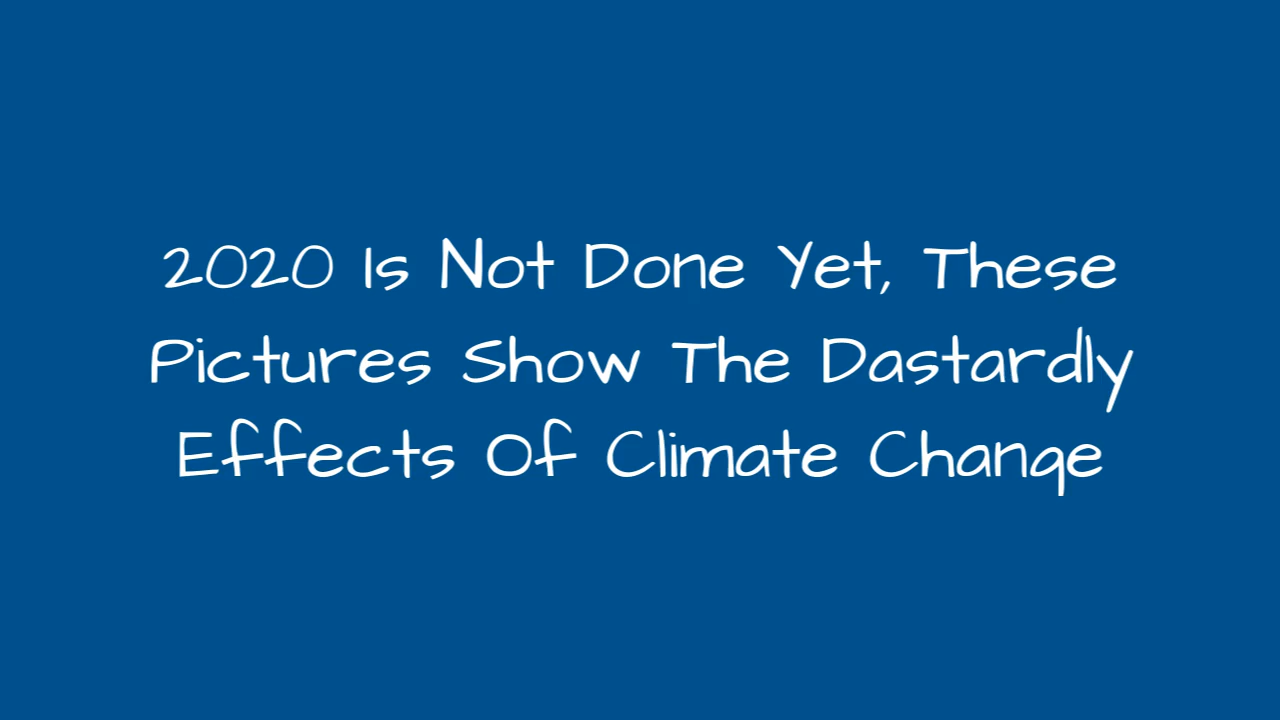 2020 Is Not Done Yet, These
Pictures Show The Dastardly
Effects Of Climate Change